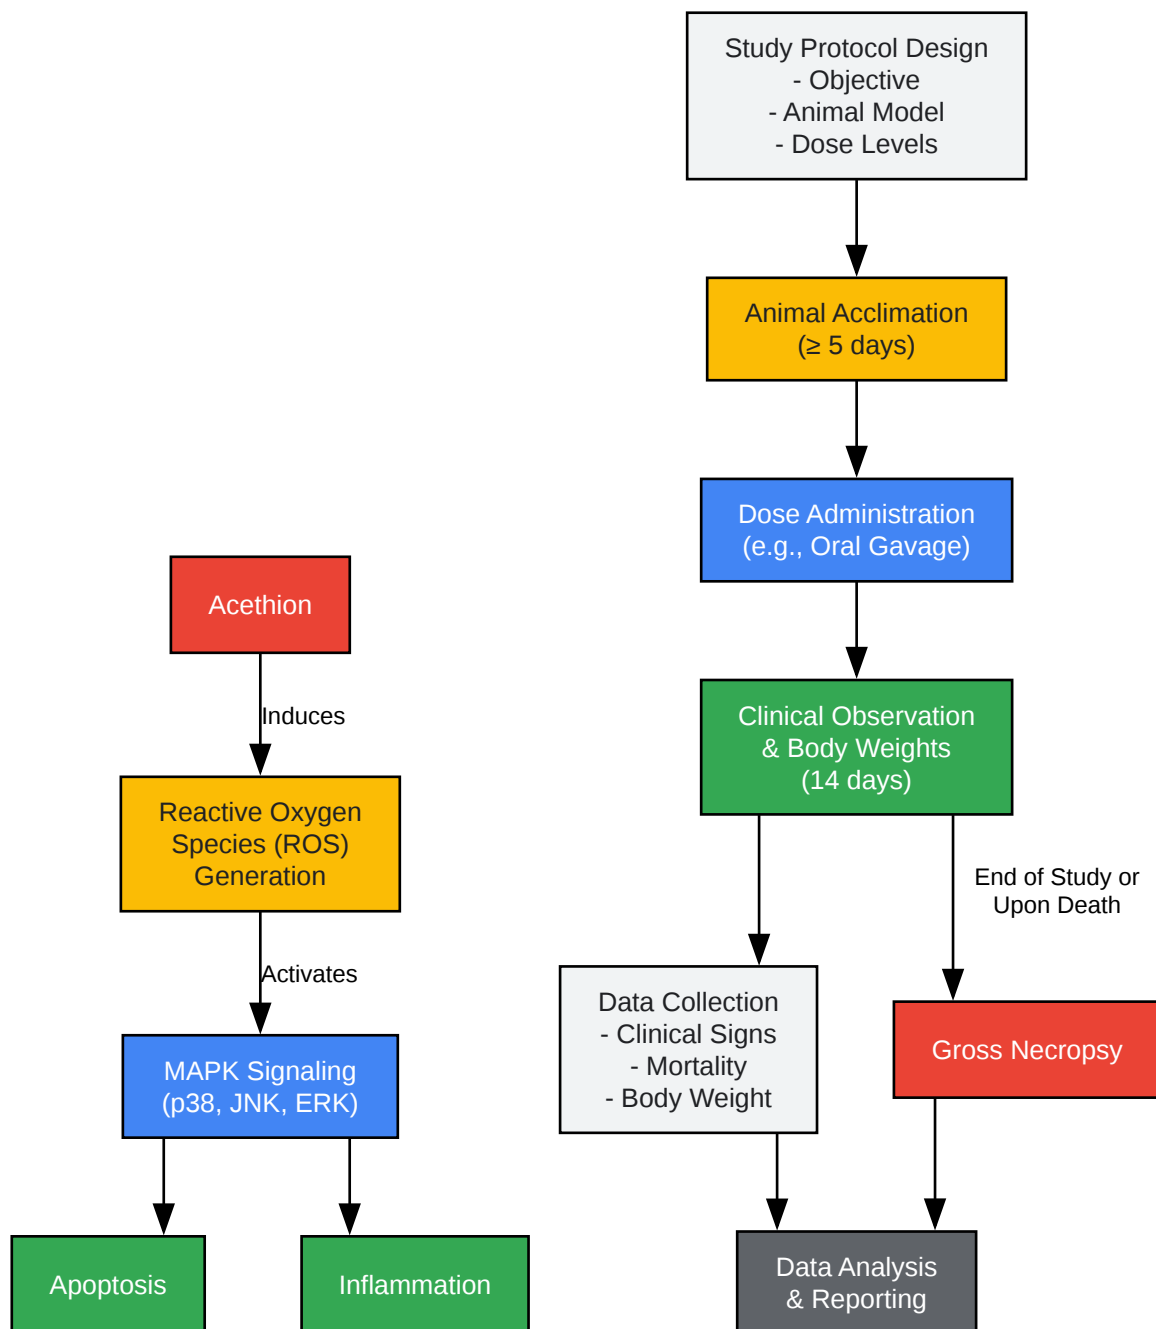 Study Protocol Design
- Objective
- Animal Model
- Dose Levels
Animal Acclimation
(≥ 5 days)
Dose Administration
(e.g., Oral Gavage)
Clinical Observation
& Body Weights
(14 days)
End of Study or
Upon Death
Data Collection
- Clinical Signs
- Mortality
- Body Weight
Gross Necropsy
Data Analysis
& Reporting
Acethion
Induces
Reactive Oxygen
Species (ROS)
Generation
Activates
MAPK Signaling
(p38, JNK, ERK)
Apoptosis
Inflammation